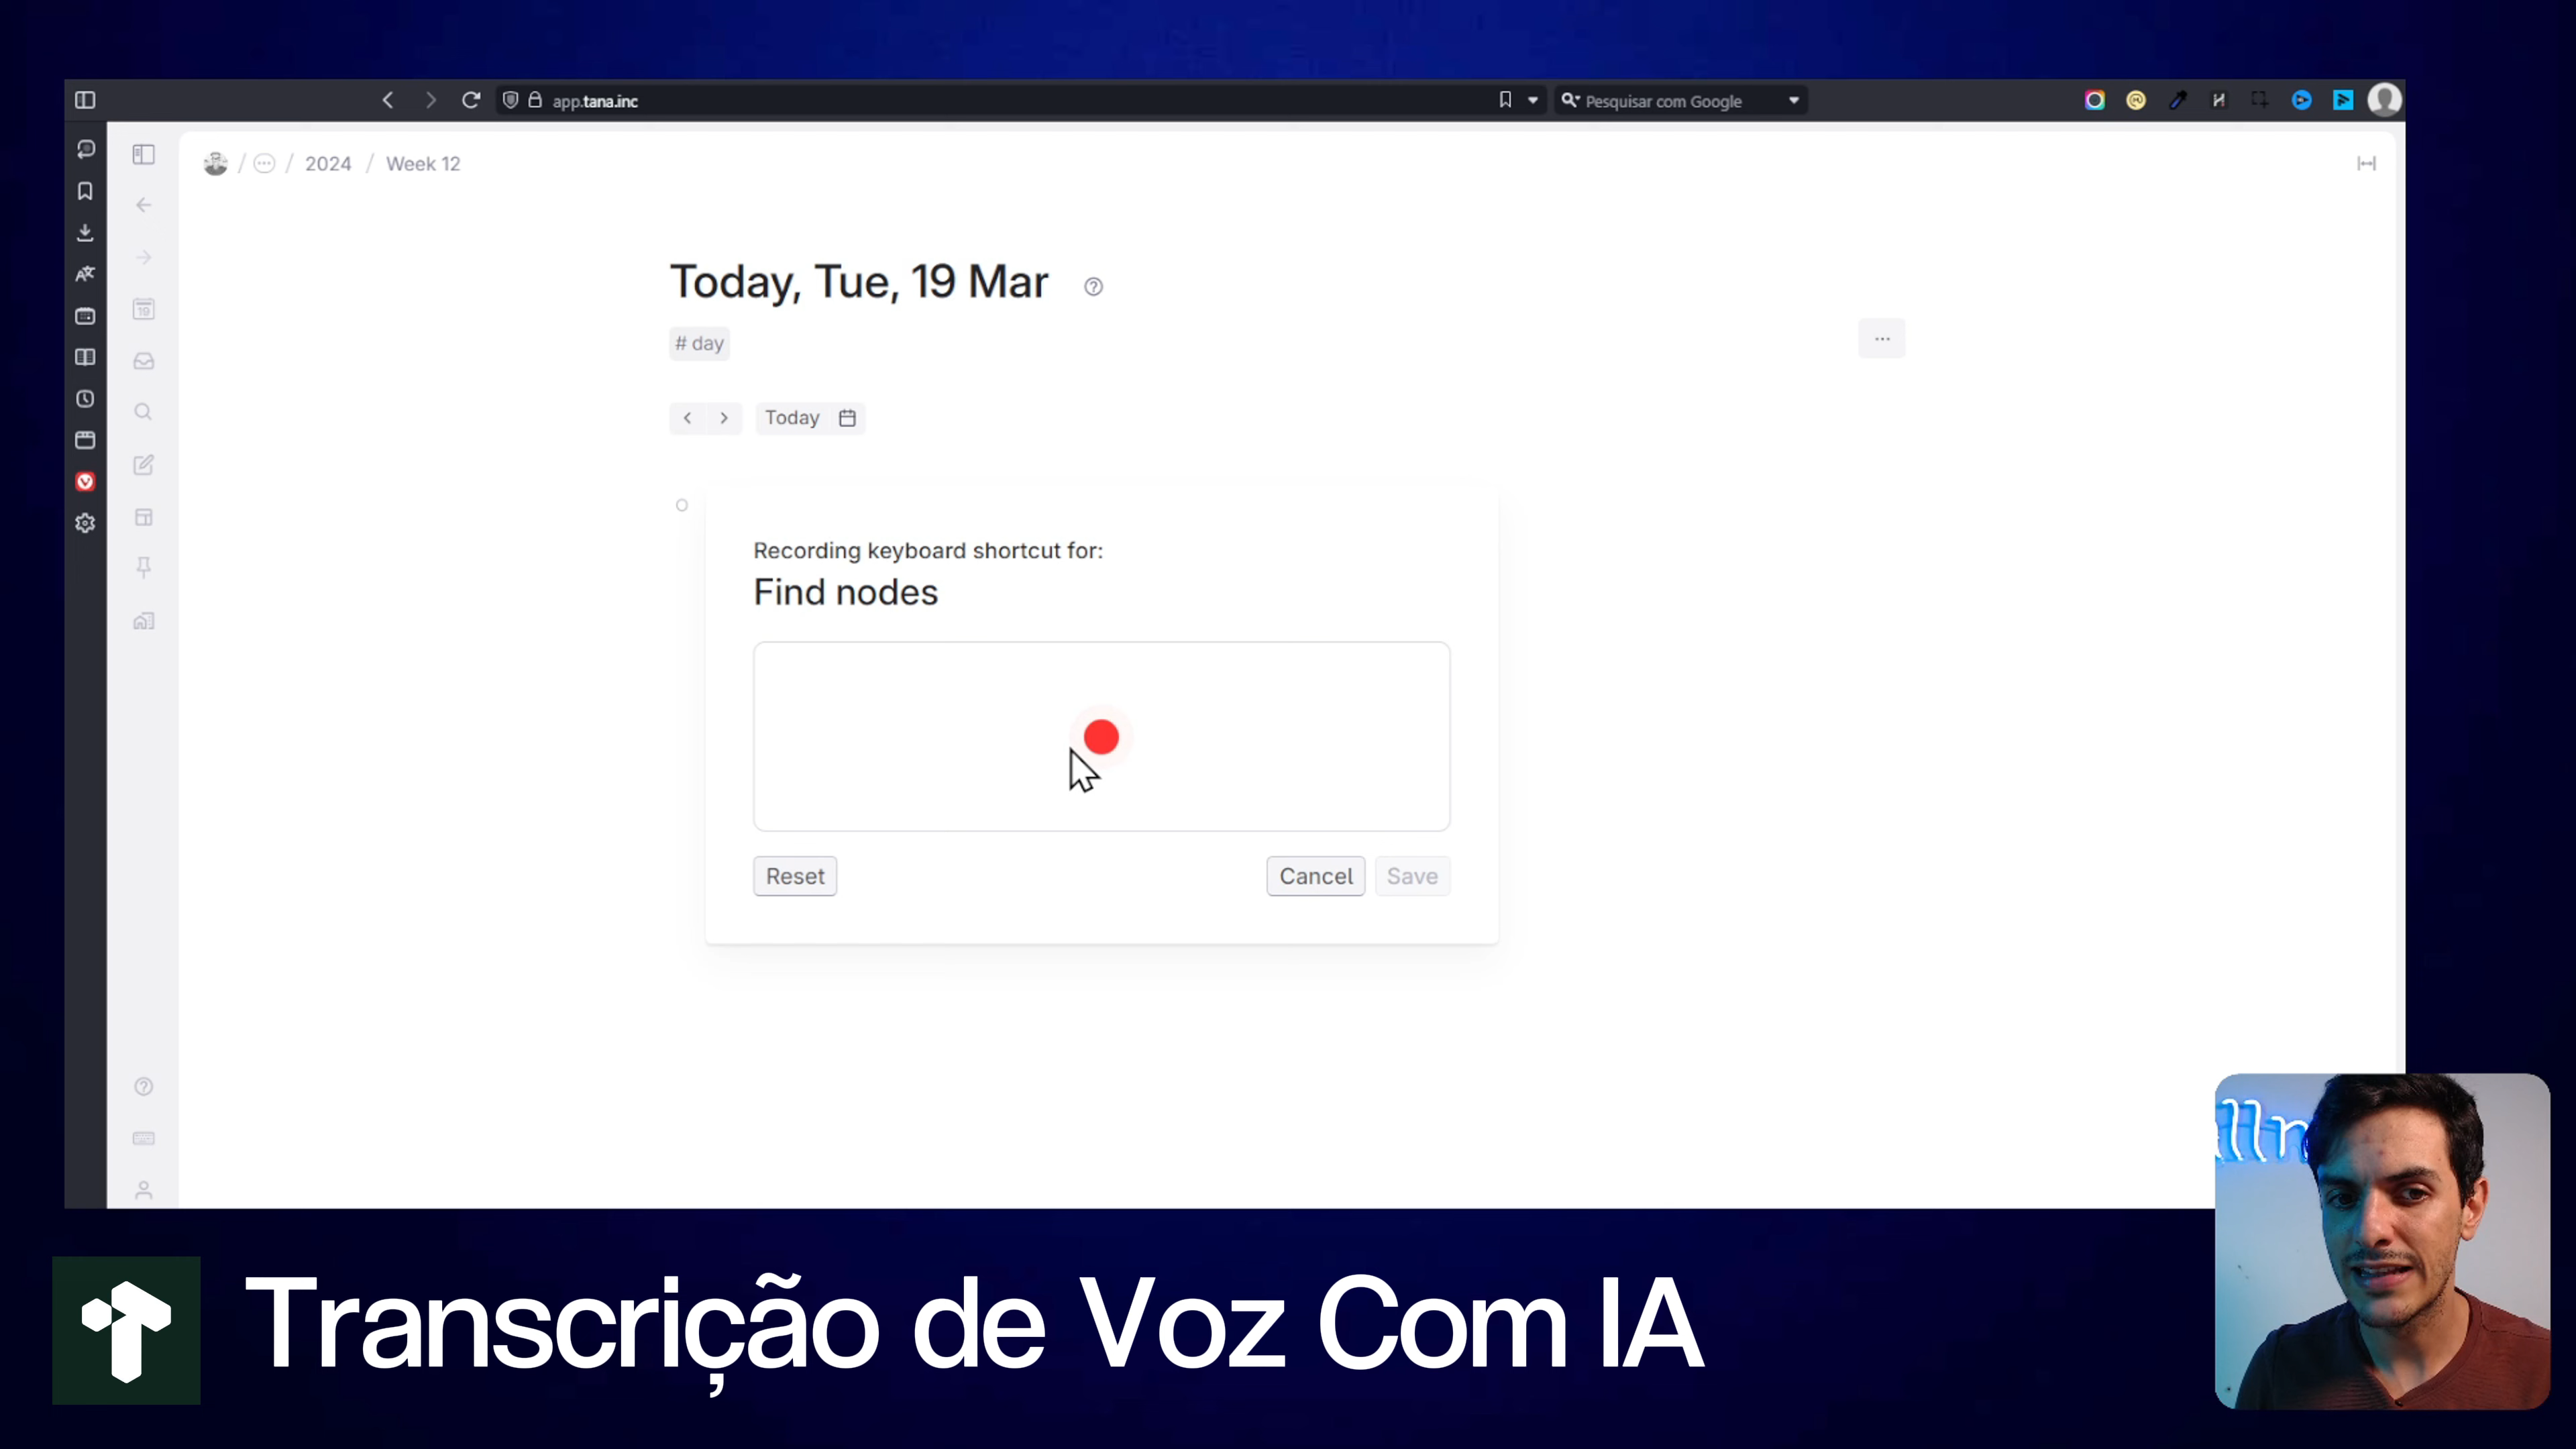 app.tana.inc
Pesquisar com Google
/ ... / 2024 / Week 12
19
Today, Tue, 19 Mar
# day
...
Today
Recording keyboard shortcut for:
Find nodes
Reset
Cancel
Save
Transcrição de Voz Com IA